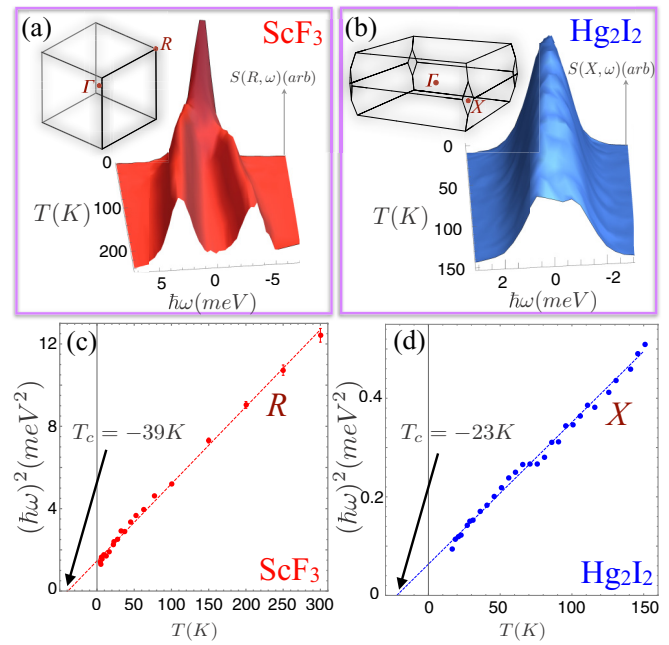 (a)
R
Γ
ScF3
S(R, ω)(arb)
0
100
200
T(K)
5
0
-5
ħω(meV)
(b)
Γ
X
Hg2I2
S(X, ω)(arb)
0
50
100
150
T(K)
2
0
-2
ħω(meV)
(c)
12
8
4
0
(ħω)²(meV²)
R
Tc = −39K
ScF3
0
50
100
150
200
250
300
T(K)
(d)
0.4
0.2
0
(ħω)²(meV²)
X
Tc = −23K
Hg2I2
0
50
100
150
T(K)